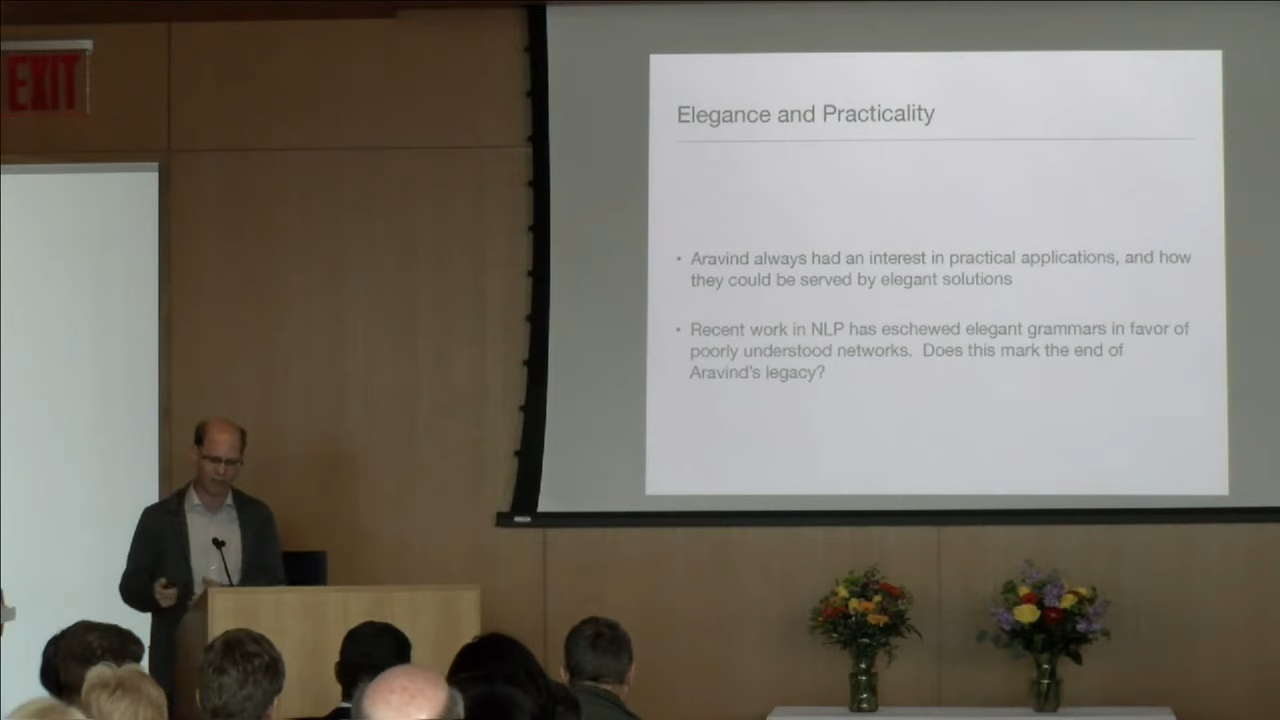 EXIT
Elegance and Practicality
• Aravind always had an interest in practical applications, and how
they could be served by elegant solutions
• Recent work in NLP has eschewed elegant grammars in favor of
poorly understood networks.  Does this mark the end of
Aravind's legacy?